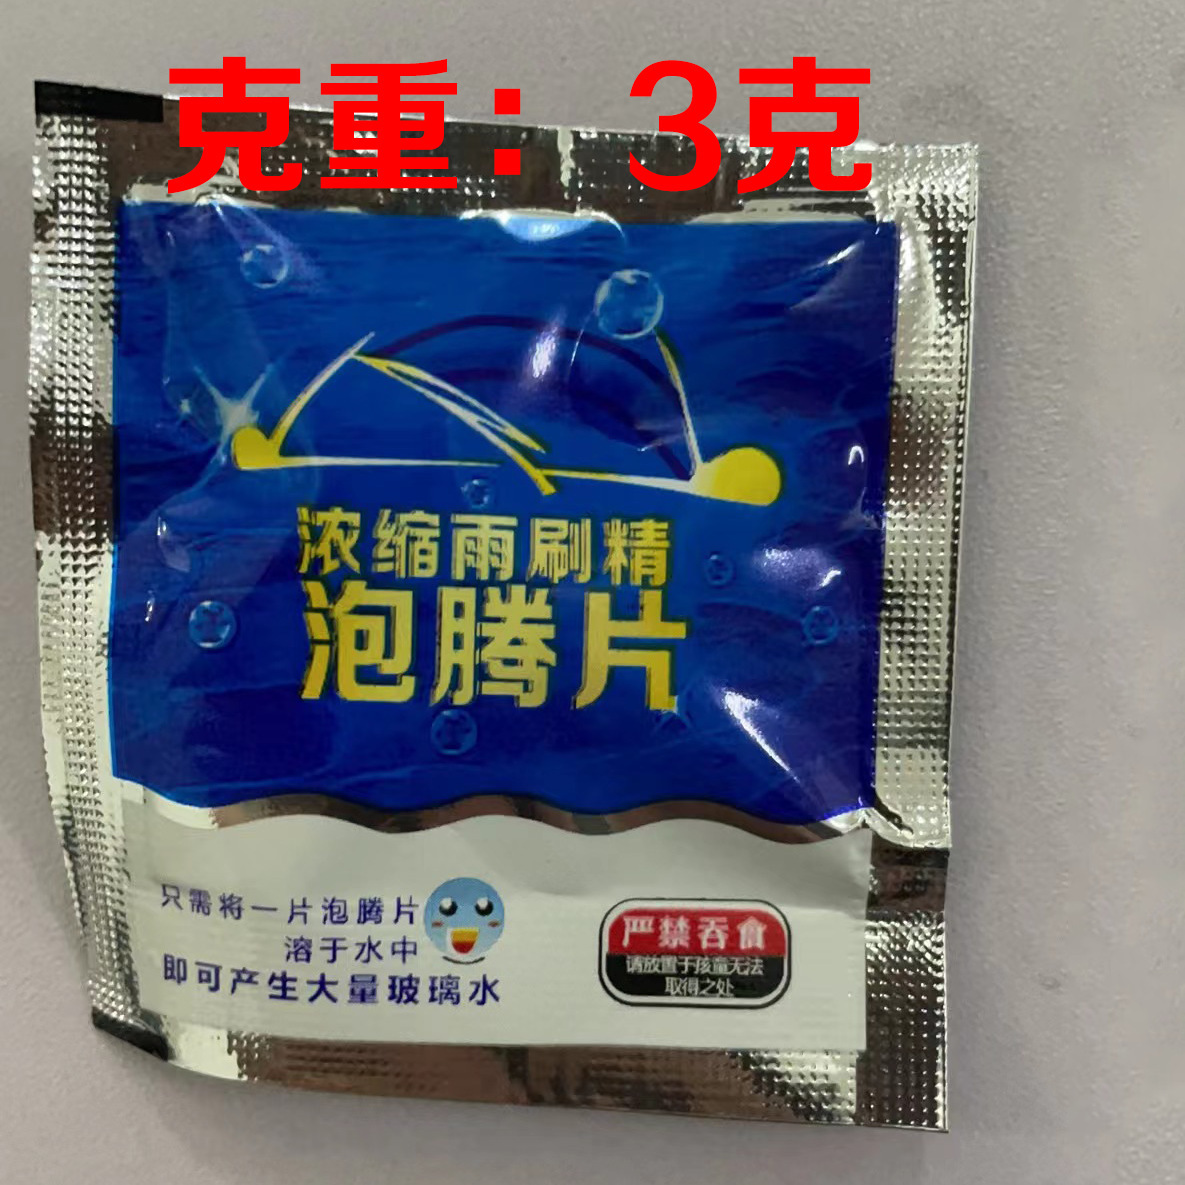 克重：3克
浓缩雨刷精
泡腾片
只需将一片泡腾片
溶于水中
即可产生大量玻璃水
严禁吞食
请放置于孩童无法
取得之处